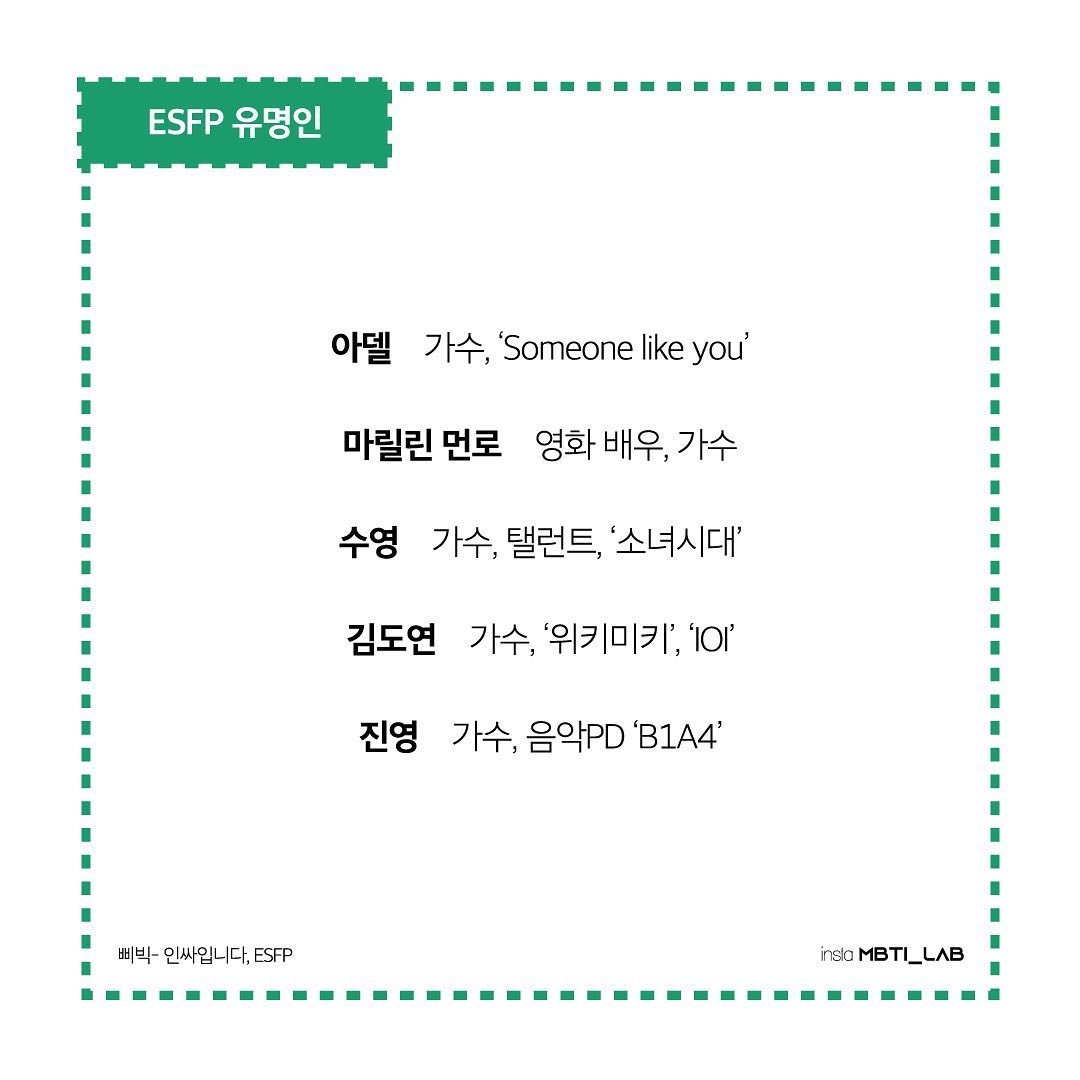 ESFP 유명인
아델 가수, ‘Someone like you’
마릴린 먼로 영화 배우, 가수
수영 가수, 탤런트, ‘소녀시대’
김도연 가수, ‘위키미키’, ‘IOI’
진영 가수, 음악PD ‘B1A4’
삐빅- 인싸입니다, ESFP
insta MBTI_LAB